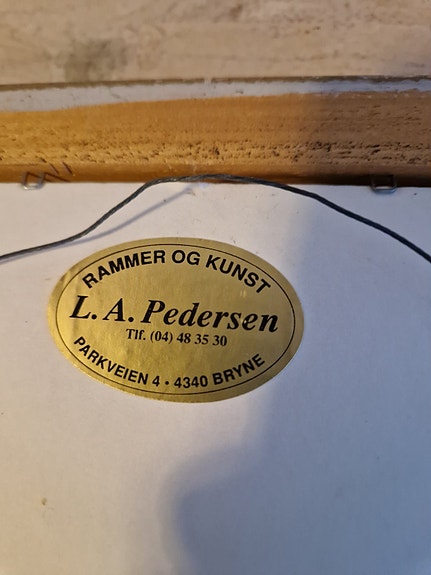 RAMMER OG KUNST
L. A. Pedersen
Tlf. (04) 48 35 30
PARKVEIEN 4 • 4340 BRYNE